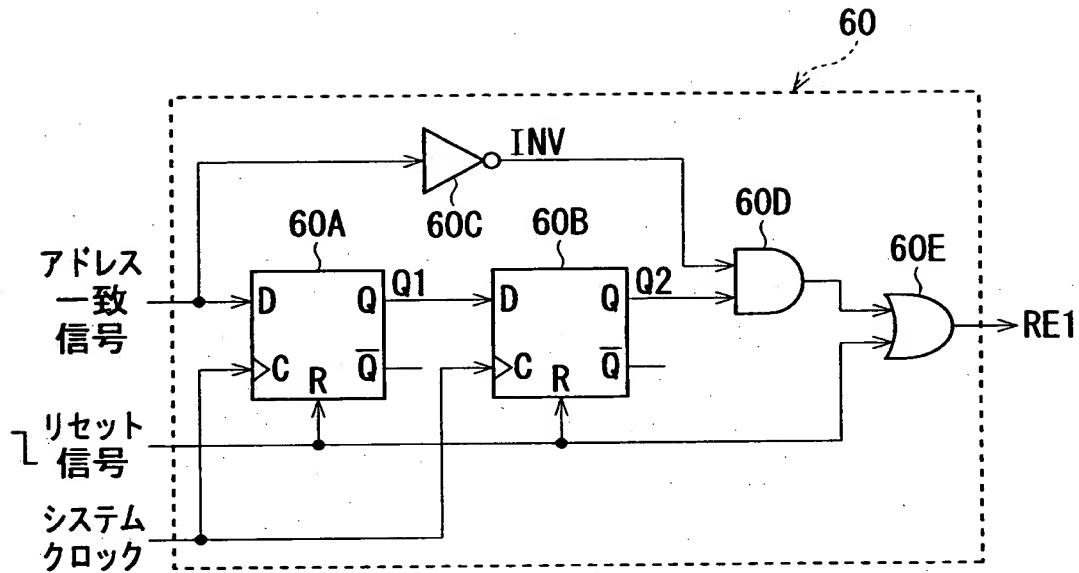 60
INV
60C
60A
60B
60D
60E
アドレス
一致
信号
D
Q
Q1
D
Q
Q2
RE1
C
R
Q̅
C
R
Q̅
リセット
信号
システム
クロック